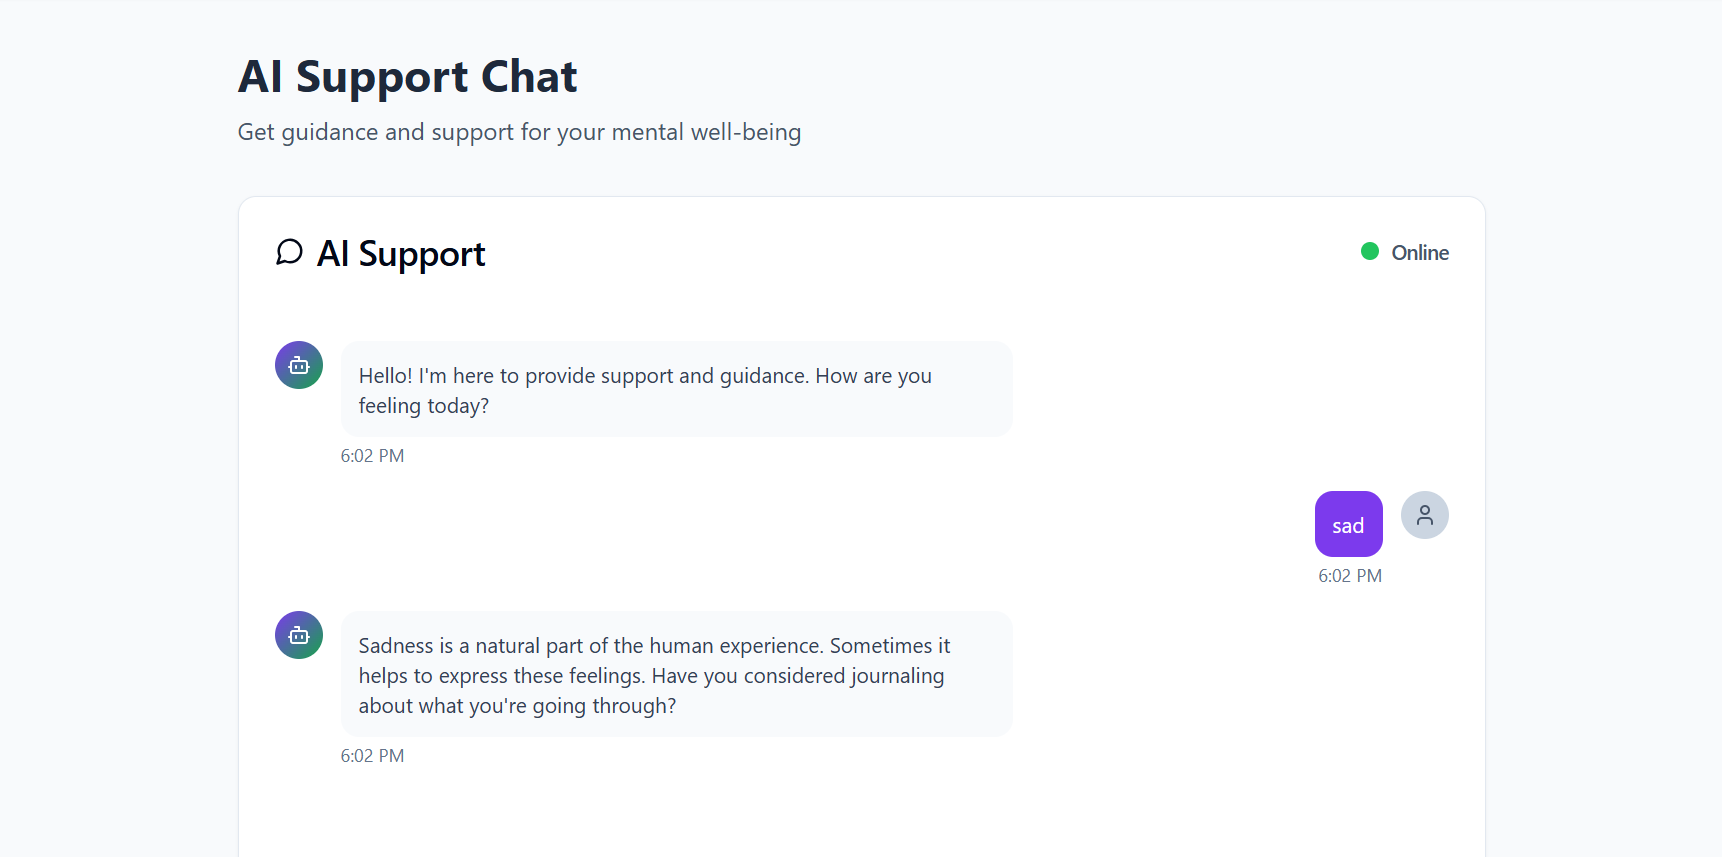 AI Support Chat
Get guidance and support for your mental well-being
AI Support
Online
Hello! I'm here to provide support and guidance. How are you
feeling today?
6:02 PM
sad
6:02 PM
Sadness is a natural part of the human experience. Sometimes it
helps to express these feelings. Have you considered journaling
about what you're going through?
6:02 PM